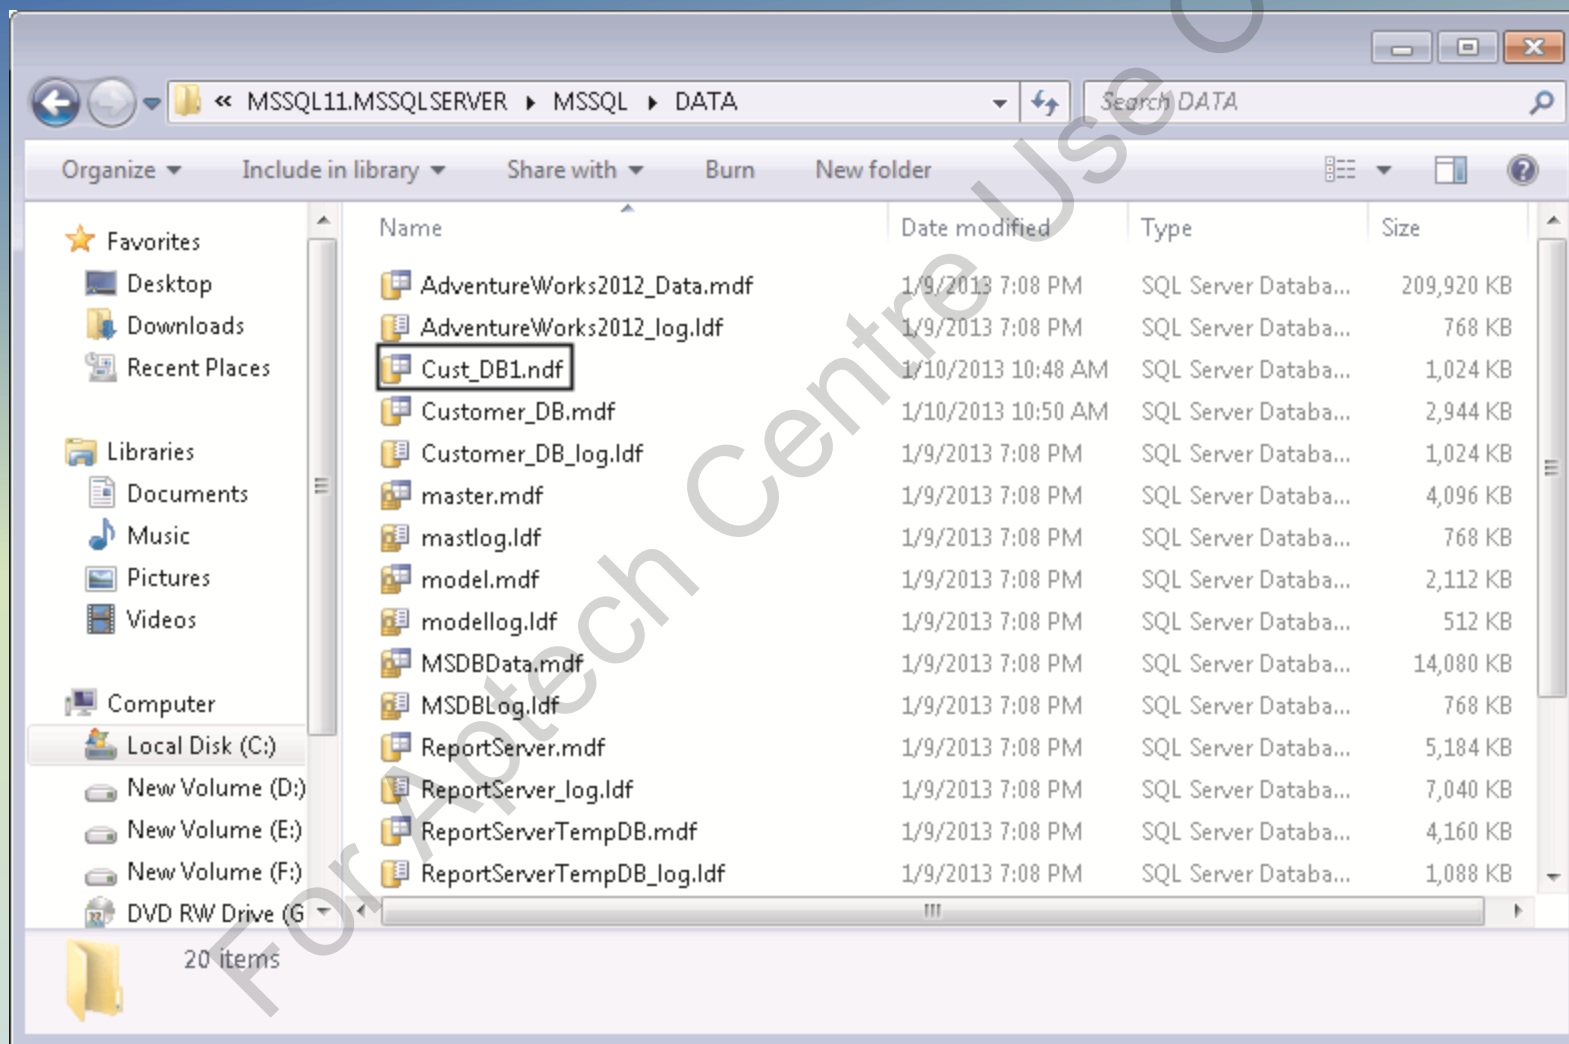 « MSSQL11.MSSQLSERVER ▸ MSSQL ▸ DATA
Search DATA
Organize
Include in library
Share with
Burn
New folder
Favorites
Desktop
Downloads
Recent Places
Libraries
Documents
Music
Pictures
Videos
Computer
Local Disk (C:)
New Volume (D:)
New Volume (E:)
New Volume (F:)
DVD RW Drive (G
Name Date modified Type Size
AdventureWorks2012_Data.mdf 1/9/2013 7:08 PM SQL Server Databa... 209,920 KB
AdventureWorks2012_log.ldf 1/9/2013 7:08 PM SQL Server Databa... 768 KB
Cust_DB1.ndf 1/10/2013 10:48 AM SQL Server Databa... 1,024 KB
Customer_DB.mdf 1/10/2013 10:50 AM SQL Server Databa... 2,944 KB
Customer_DB_log.ldf 1/9/2013 7:08 PM SQL Server Databa... 1,024 KB
master.mdf 1/9/2013 7:08 PM SQL Server Databa... 4,096 KB
mastlog.ldf 1/9/2013 7:08 PM SQL Server Databa... 768 KB
model.mdf 1/9/2013 7:08 PM SQL Server Databa... 2,112 KB
modellog.ldf 1/9/2013 7:08 PM SQL Server Databa... 512 KB
MSDBData.mdf 1/9/2013 7:08 PM SQL Server Databa... 14,080 KB
MSDBLog.ldf 1/9/2013 7:08 PM SQL Server Databa... 768 KB
ReportServer.mdf 1/9/2013 7:08 PM SQL Server Databa... 5,184 KB
ReportServer_log.ldf 1/9/2013 7:08 PM SQL Server Databa... 7,040 KB
ReportServerTempDB.mdf 1/9/2013 7:08 PM SQL Server Databa... 4,160 KB
ReportServerTempDB_log.ldf 1/9/2013 7:08 PM SQL Server Databa... 1,088 KB
20 items
For Aptech Centre Use